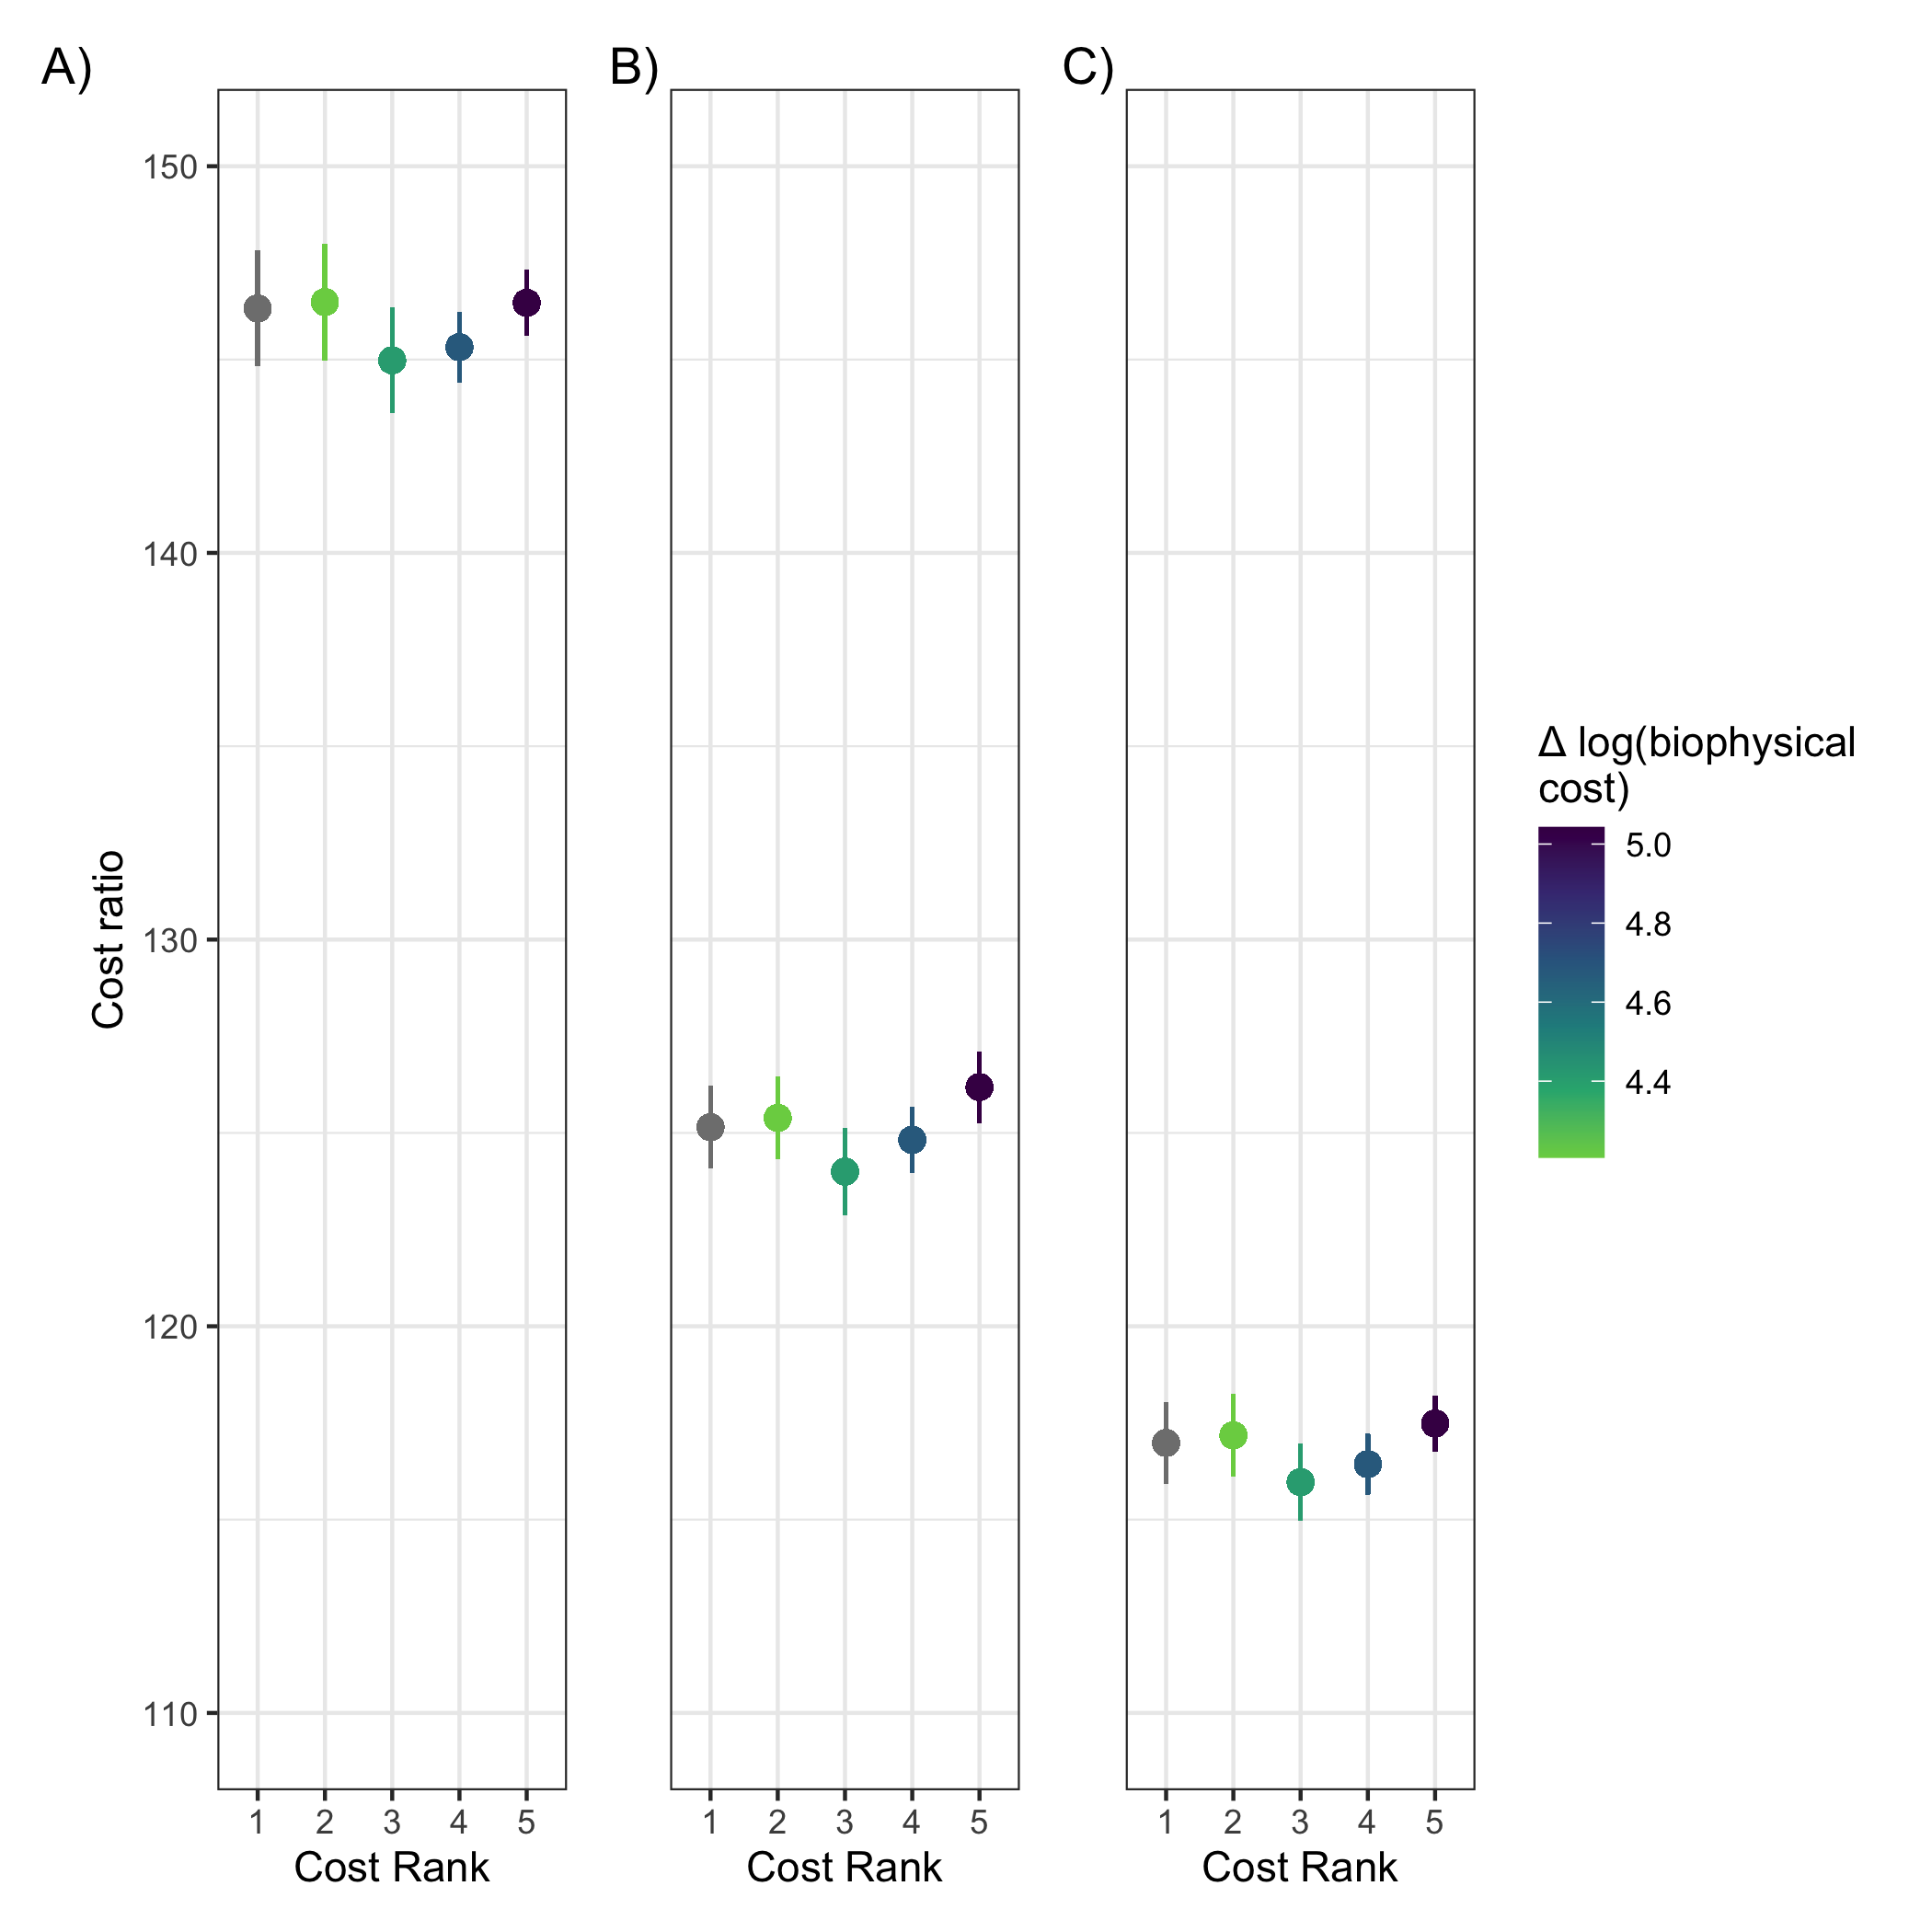 A)
B)
C)
150
140
130
120
110
Cost ratio
1 2 3 4 5
1 2 3 4 5
1 2 3 4 5
Cost Rank
Cost Rank
Cost Rank
Δ log(biophysical
cost)
5.0
4.8
4.6
4.4